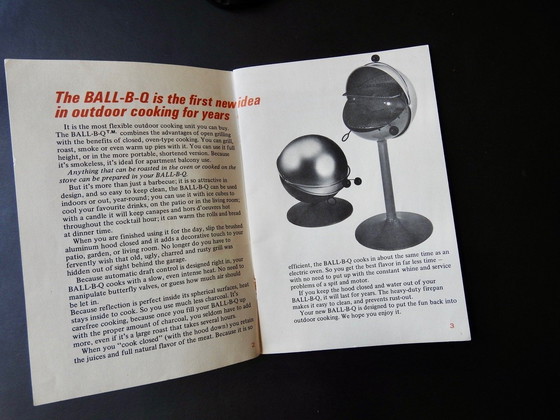 The BALL-B-Q is the first new idea
in outdoor cooking for years
It is the most flexible outdoor cooking unit you can buy.
The BALL-B-Q™ combines the advantages of open grilling
with the benefits of closed, oven-type cooking. You can grill,
roast, smoke or even warm up pies with it. You can use it full
height, or in the more portable, shortened version. Because
it's smokeless, it's ideal for apartment balcony use.
Anything that can be roasted in the oven or cooked on the
stove can be prepared in your BALL-B-Q.
But it's more than just a barbecue; it is so attractive in
design, and so easy to keep clean, the BALL-B-Q can be used
indoors or out, year-round; you can use it with ice cubes to
cool your favourite drinks, on the patio or in the living room;
with a candle it will keep canapes and hors d'oeuvres hot
throughout the cocktail hour; it can warm the rolls and bread
at dinner time.
When you are finished using it for the day, slip the brushed
aluminum hood closed and it adds a decorative touch to your
patio, garden, or living room. No longer do you have to
fervently wish that old, ugly, charred and rusty grill was
hidden out of sight behind the garage.
Because automatic draft control is designed right in, your
BALL-B-Q cooks with a slow, even intense heat. No need to
manipulate butterfly valves, or guess how much air should
be let in.
Because reflection is perfect inside its spherical surfaces, heat
stays inside to cook. So you use much less charcoal. It's
carefree cooking, because once you fill your BALL-B-Q up
with the proper amount of charcoal, you seldom have to add
more, even if it's a large roast that takes several hours.
When you "cook closed" (with the hood down) you retain
the juices and full natural flavor of the meat. Because it is so
2
efficient, the BALL-B-Q cooks in about the same time as an
electric oven. So you get the best flavor in far less time —
with no need to put up with the constant whine and service
problems of a spit and motor.
If you keep the hood closed and water out of your
BALL-B-Q, it will last for years. The heavy-duty firepan
makes it easy to clean, and prevents rust-out.
Your new BALL-B-Q is designed to put the fun back into
outdoor cooking. We hope you enjoy it.
3